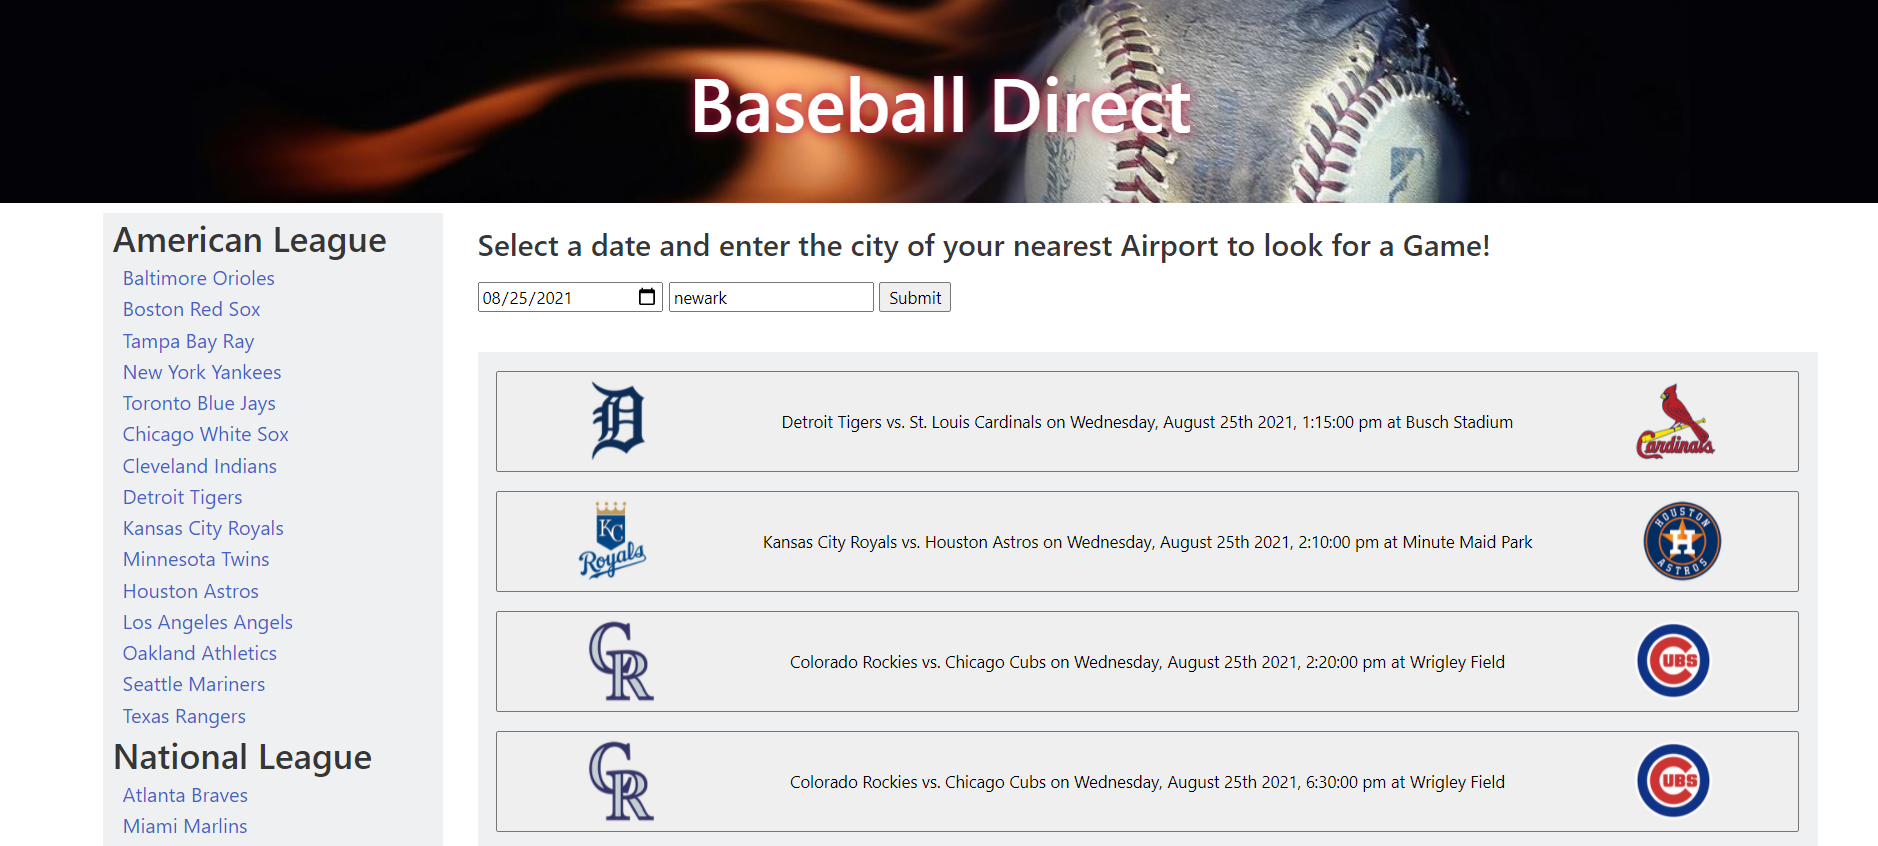 Baseball Direct
American League
Baltimore Orioles
Boston Red Sox
Tampa Bay Ray
New York Yankees
Toronto Blue Jays
Chicago White Sox
Cleveland Indians
Detroit Tigers
Kansas City Royals
Minnesota Twins
Houston Astros
Los Angeles Angels
Oakland Athletics
Seattle Mariners
Texas Rangers
National League
Atlanta Braves
Miami Marlins
Select a date and enter the city of your nearest Airport to look for a Game!
08/25/2021 newark Submit
Detroit Tigers vs. St. Louis Cardinals on Wednesday, August 25th 2021, 1:15:00 pm at Busch Stadium
Cardinals
KC
Royals
Kansas City Royals vs. Houston Astros on Wednesday, August 25th 2021, 2:10:00 pm at Minute Maid Park
HOUSTON
H
ASTROS
CR
Colorado Rockies vs. Chicago Cubs on Wednesday, August 25th 2021, 2:20:00 pm at Wrigley Field
CUBS
CR
Colorado Rockies vs. Chicago Cubs on Wednesday, August 25th 2021, 6:30:00 pm at Wrigley Field
CUBS